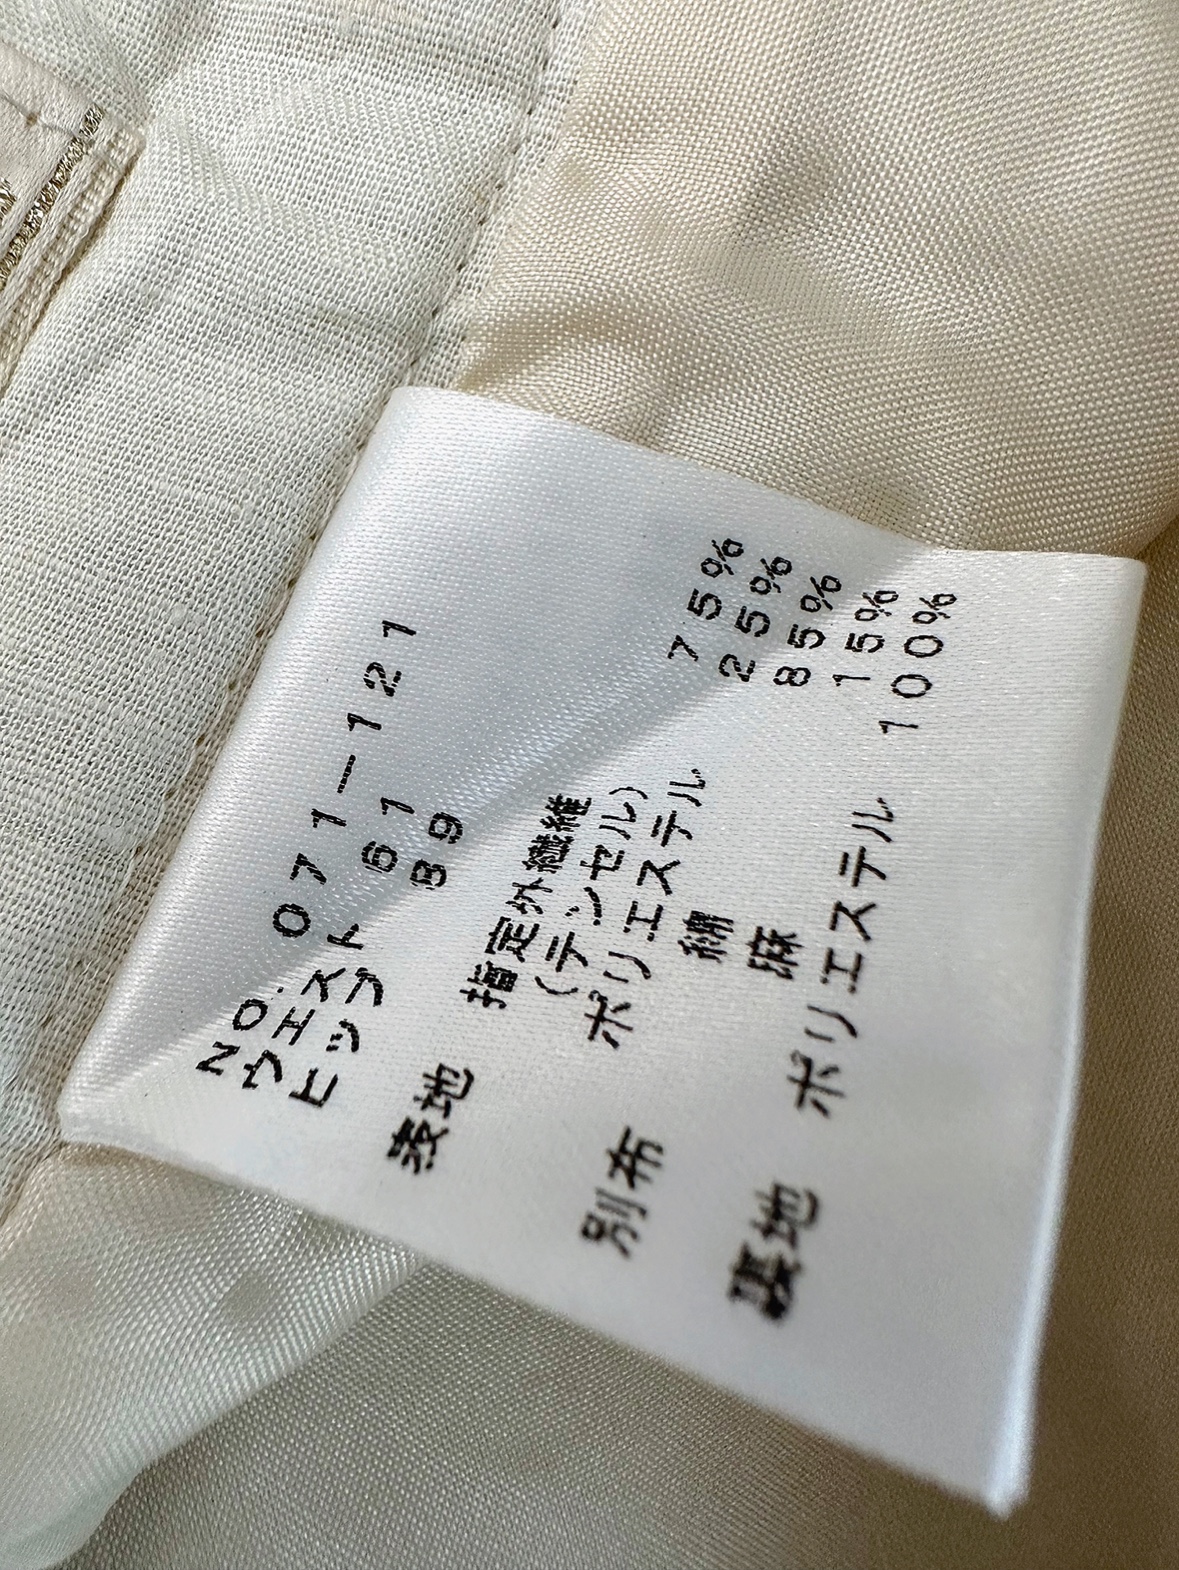 NO. 071-121
ウエスト 61
ヒップ 89
表地 指定外繊維
(テンセル) 75%
ポリエステル 25%
別布 綿 85%
麻 15%
裏地 ポリエステル 100%